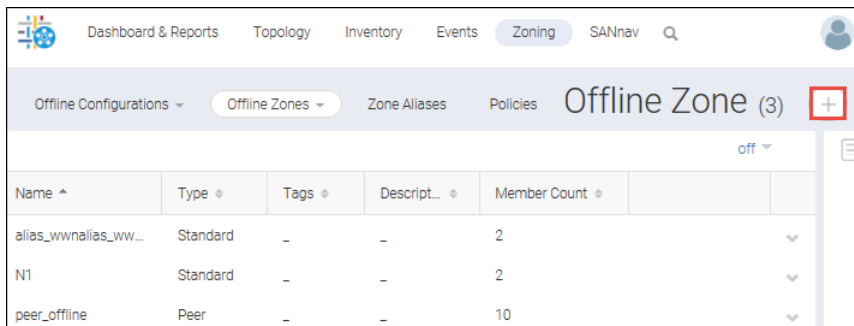 Dashboard & Reports Topology Inventory Events Zoning SANnav
Offline Configurations Offline Zones Zone Aliases Policies Offline Zone (3) +
off
Name Type Tags Descript... Member Count
alias_wwnalias_ww... Standard _ _ 2
N1 Standard _ _ 2
peer_offline Peer _ _ 10